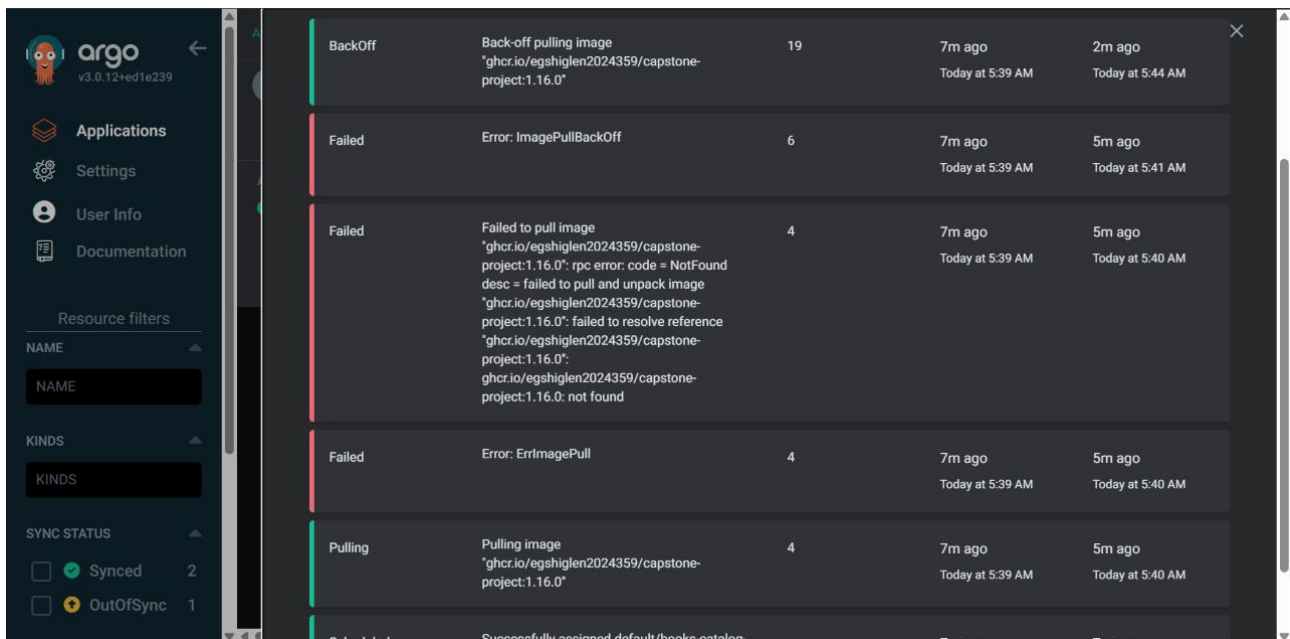 argo
v3.0.12+ed1e239
Applications
Settings
User Info
Documentation
Resource filters
NAME
NAME
KINDS
KINDS
SYNC STATUS
Synced 2
OutOfSync 1
BackOff
Back-off pulling image
"ghcr.io/egshiglen2024359/capstone-
project:1.16.0"
19
7m ago
Today at 5:39 AM
2m ago
Today at 5:44 AM
Failed
Error: ImagePullBackOff
6
7m ago
Today at 5:39 AM
5m ago
Today at 5:41 AM
Failed
Failed to pull image
"ghcr.io/egshiglen2024359/capstone-
project:1.16.0": rpc error: code = NotFound
desc = failed to pull and unpack image
"ghcr.io/egshiglen2024359/capstone-
project:1.16.0": failed to resolve reference
"ghcr.io/egshiglen2024359/capstone-
project:1.16.0":
ghcr.io/egshiglen2024359/capstone-
project:1.16.0: not found
4
7m ago
Today at 5:39 AM
5m ago
Today at 5:40 AM
Failed
Error: ErrImagePull
4
7m ago
Today at 5:39 AM
5m ago
Today at 5:40 AM
Pulling
Pulling image
"ghcr.io/egshiglen2024359/capstone-
project:1.16.0"
4
7m ago
Today at 5:39 AM
5m ago
Today at 5:40 AM
Successfully assigned default/books-catalog-